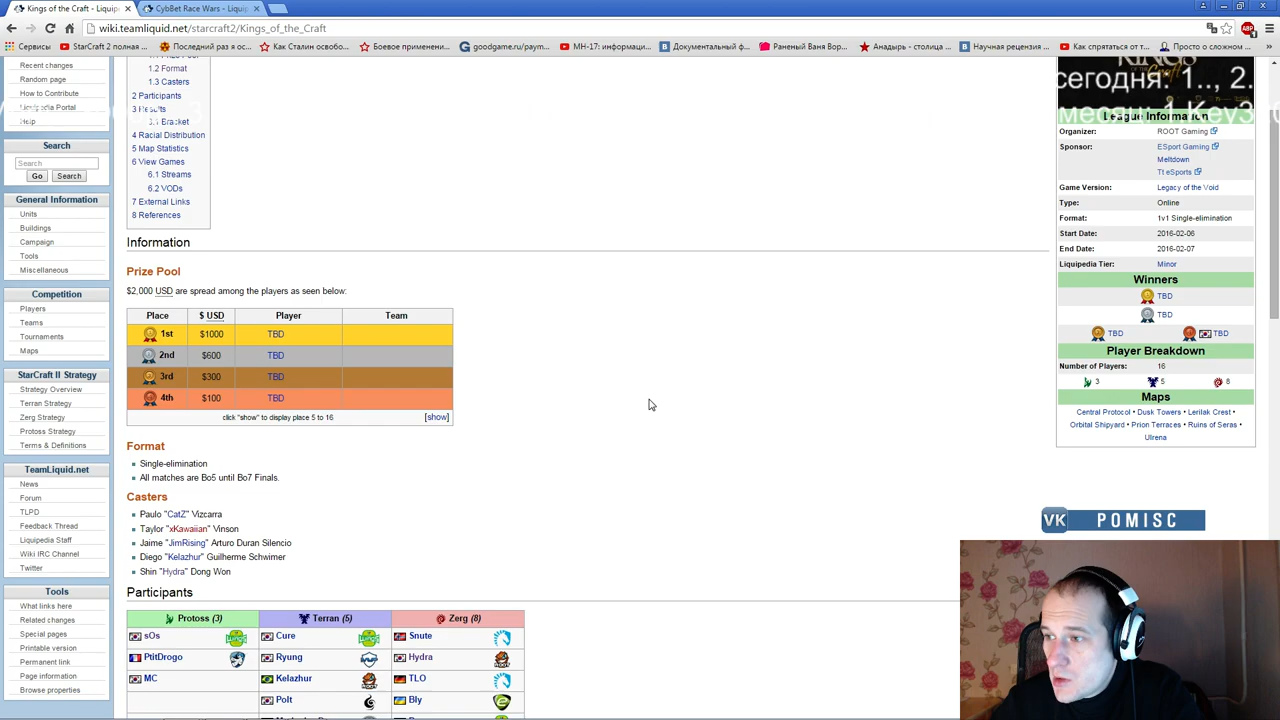 Kings of the Craft - Liquip
CybBet Race Wars - Liquip
wiki.teamliquid.net/starcraft2/Kings_of_the_Craft
Сервисы
StarCraft 2 полная ...
Последний раз я ос...
Как Сталин освобо...
Боевое применени...
goodgame.ru/paym...
МН-17: информаци...
Документальный ф...
Раненый Ваня Вор...
Анадырь - столица ...
Научная рецензия ...
Как спрятаться от г...
Просто о сложном ...
Recent changes
Random page
How to Contribute
Liquipedia Portal
Help
Search
Search
Go
Search
General Information
Units
Buildings
Campaign
Tools
Miscellaneous
Competition
Players
Teams
Tournaments
Maps
StarCraft II Strategy
Strategy Overview
Terran Strategy
Zerg Strategy
Protoss Strategy
Terms & Definitions
TeamLiquid.net
News
Forum
TLPD
Feedback Thread
Liquipedia Staff
Wiki IRC Channel
Twitter
Tools
What links here
Related changes
Special pages
Printable version
Permanent link
Page information
Browse properties
1.2 Format
1.3 Casters
2 Participants
3 Results
3.1 Bracket
4 Racial Distribution
5 Map Statistics
6 View Games
6.1 Streams
6.2 VODs
7 External Links
8 References
Information
Prize Pool
$2,000 USD are spread among the players as seen below:
Place $ USD Player Team
1st $1000 TBD
2nd $600 TBD
3rd $300 TBD
4th $100 TBD
click "show" to display place 5 to 16 [show]
Format
Single-elimination
All matches are Bo5 until Bo7 Finals.
Casters
Paulo "CatZ" Vizcarra
Taylor "xKawaiian" Vinson
Jaime "JimRising" Arturo Duran Silencio
Diego "Kelazhur" Guilherme Schwimer
Shin "Hydra" Dong Won
Participants
Protoss (3) Terran (5) Zerg (8)
sOs Cure Snute
PtitDrogo Ryung Hydra
MC Kelazhur TLO
Polt Bly
сегодня: 1.., 2.
месяц: 1.Key3
League Information
Organizer: ROOT Gaming
Sponsor: ESport Gaming
Meltdown
Tt eSports
Game Version: Legacy of the Void
Type: Online
Format: 1v1 Single-elimination
Start Date: 2016-02-06
End Date: 2016-02-07
Liquipedia Tier: Minor
Winners
TBD
TBD
TBD TBD
Player Breakdown
Number of Players: 16
3 5 8
Maps
Central Protocol • Dusk Towers • Lerilak Crest •
Orbital Shipyard • Prion Terraces • Ruins of Seras •
Ulrena
VK POMISC